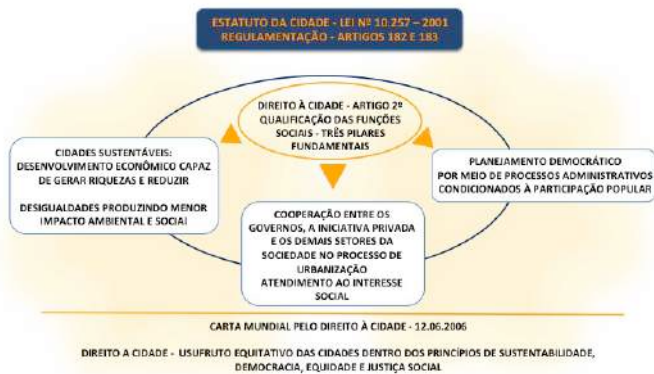 ESTATUTO DA CIDADE - LEI Nº 10.257 – 2001
REGULAMENTAÇÃO - ARTIGOS 182 E 183
DIREITO À CIDADE - ARTIGO 2º
QUALIFICAÇÃO DAS FUNÇÕES
SOCIAIS - TRÊS PILARES
FUNDAMENTAIS
CIDADES SUSTENTÁVEIS:
DESENVOLVIMENTO ECONÔMICO CAPAZ
DE GERAR RIQUEZAS E REDUZIR
DESIGUALDADES PRODUZINDO MENOR
IMPACTO AMBIENTAL E SOCIAL
COOPERAÇÃO ENTRE OS
GOVERNOS, A INICIATIVA PRIVADA
E OS DEMAIS SETORES DA
SOCIEDADE NO PROCESSO DE
URBANIZAÇÃO
ATENDIMENTO AO INTERESSE
SOCIAL
PLANEJAMENTO DEMOCRÁTICO
POR MEIO DE PROCESSOS ADMINISTRATIVOS
CONDICIONADOS À PARTICIPAÇÃO POPULAR
CARTA MUNDIAL PELO DIREITO À CIDADE - 12.06.2006
DIREITO A CIDADE - USUFRUTO EQUITATIVO DAS CIDADES DENTRO DOS PRINCÍPIOS DE SUSTENTABILIDADE,
DEMOCRACIA, EQUIDADE E JUSTIÇA SOCIAL